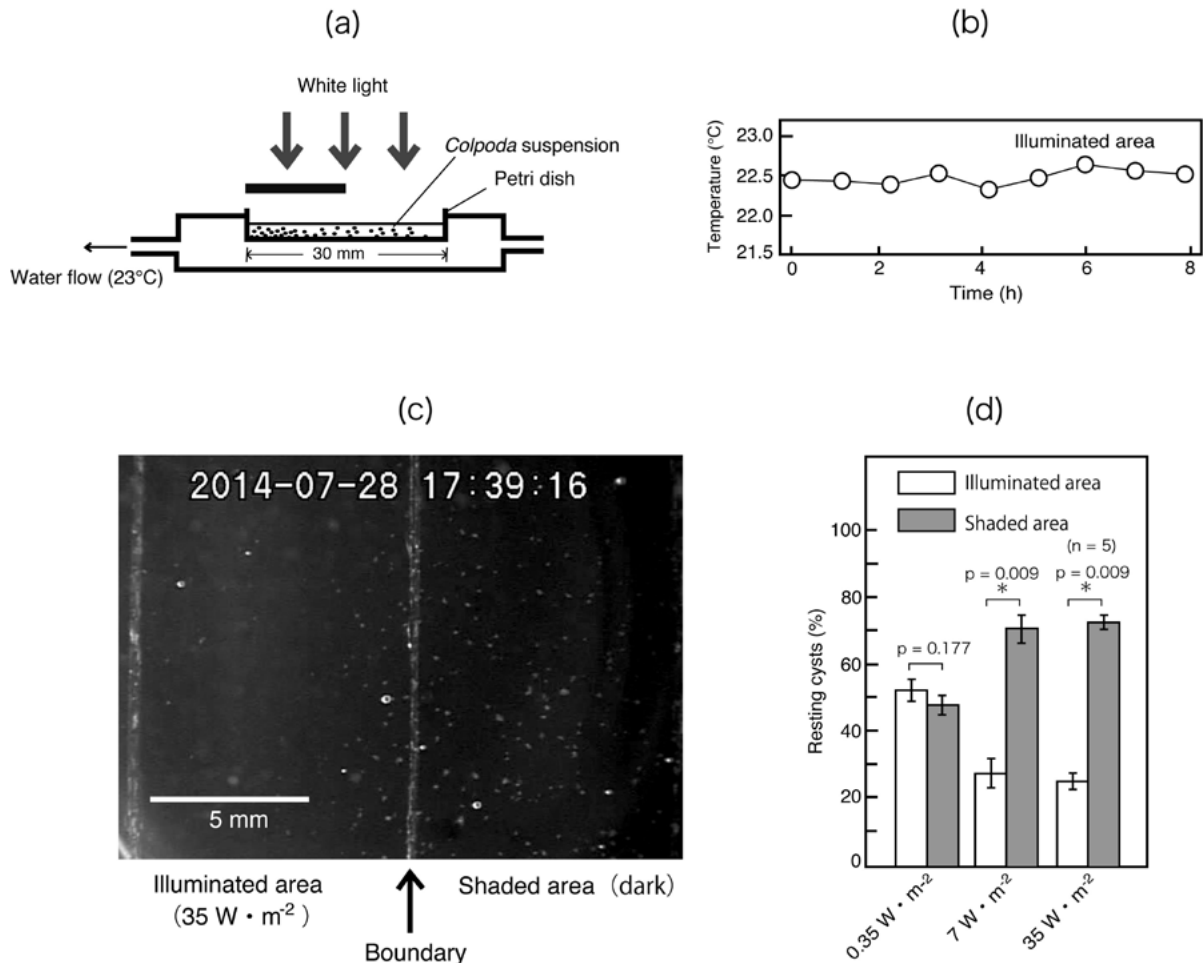 (a)
White light
Colpoda suspension
Petri dish
30 mm
Water flow (23°C)
(b)
Temperature (°C)
23.0
22.5
22.0
21.5
Illuminated area
0 2 4 6 8
Time (h)
(c)
2014-07-28 17:39:16
5 mm
Illuminated area
(35 W・m-2 )
Shaded area (dark)
Boundary
(d)
Illuminated area
Shaded area
Resting cysts (%)
100
80
60
40
20
0
(n = 5)
p = 0.009
*
p = 0.009
*
p = 0.177
0.35 W・m-2
7 W・m-2
35 W・m-2